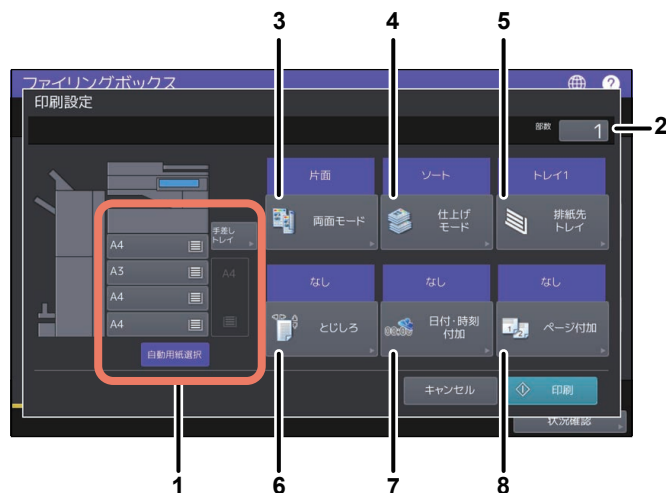 3 4 5
ファイリングボックス ?
印刷設定
部数 1 2
片面 ソート トレイ1
両面モード 仕上げ
モード 排紙先
トレイ
手差し
トレイ
A4
A3
A4
A4
A4
自動用紙選択
なし なし なし
とじしろ 日付・時刻
付加 ページ付加
キャンセル 印刷
状況確認
1 6 7 8